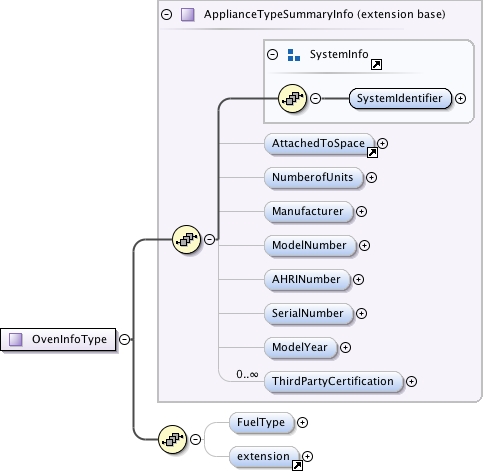 ApplianceTypeSummaryInfo (extension base)
SystemInfo
SystemIdentifier
AttachedToSpace
NumberofUnits
Manufacturer
ModelNumber
AHRINumber
SerialNumber
ModelYear
0..∞
ThirdPartyCertification
OvenInfoType
FuelType
extension